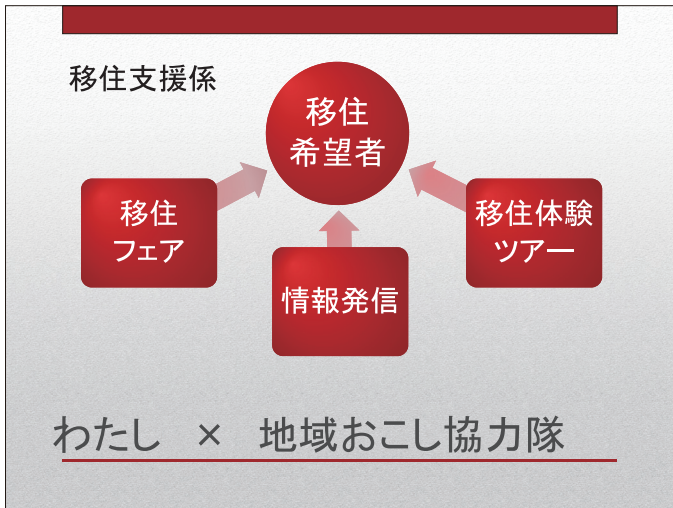 移住支援係
移住
希望者
移住
フェア
情報発信
移住体験
ツアー
わたし × 地域おこし協力隊